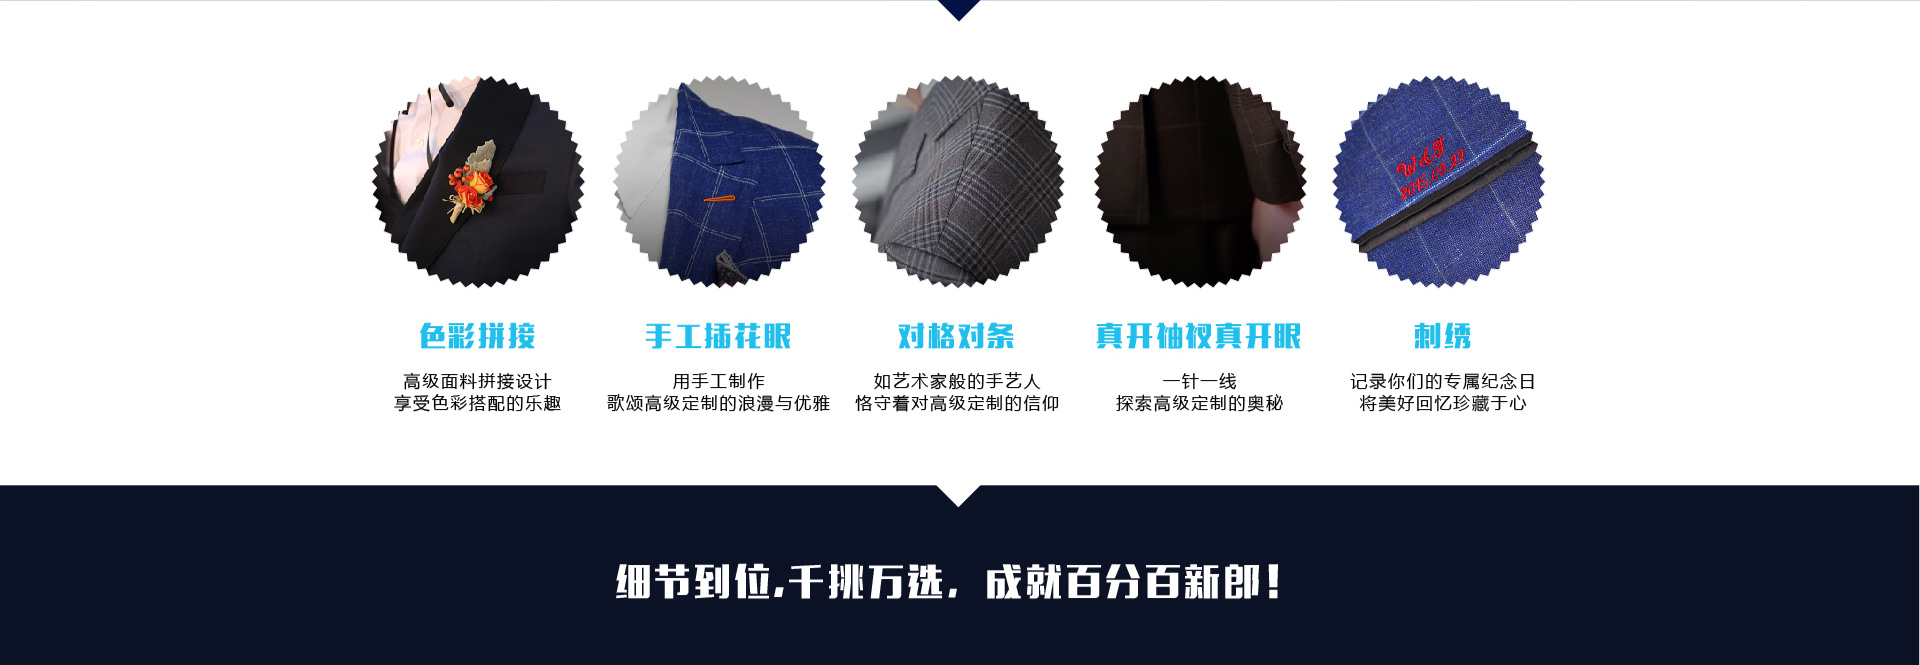 色彩拼接
高级面料拼接设计
享受色彩搭配的乐趣
手工插花眼
用手工制作
歌颂高级定制的浪漫与优雅
对格对条
如艺术家般的手艺人
恪守着对高级定制的信仰
真开袖衩真开眼
一针一线
探索高级定制的奥秘
刺绣
记录你们的专属纪念日
将美好回忆珍藏于心
细节到位,千挑万选，成就百分百新郎！